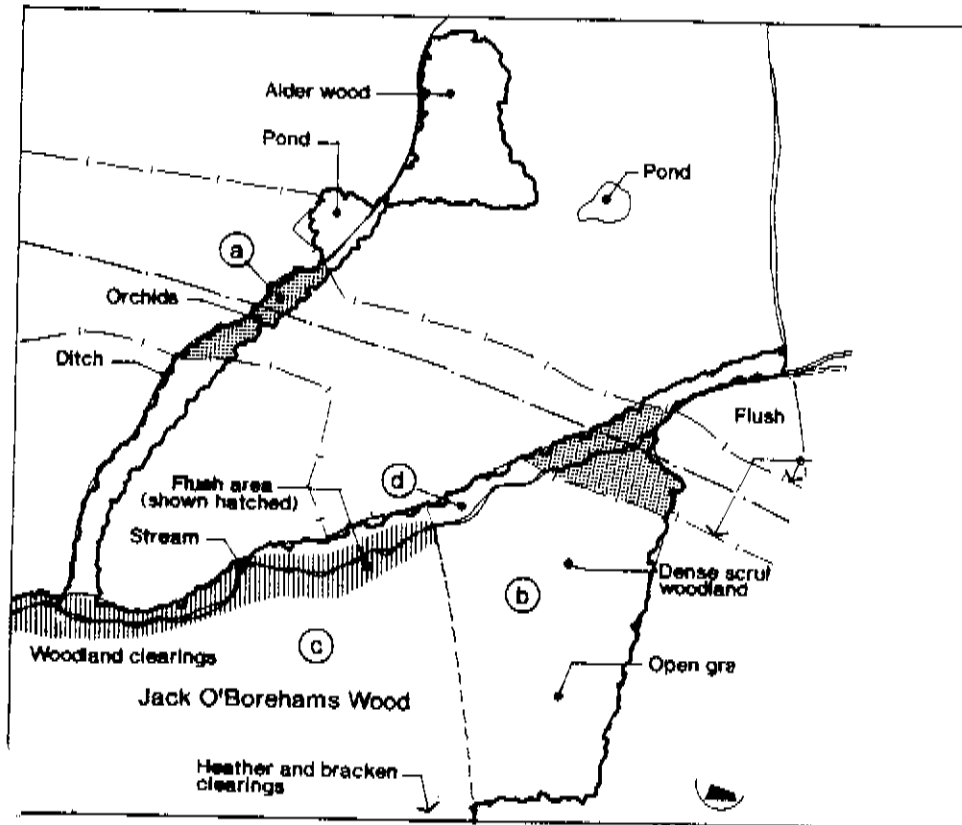 Alder wood
Pond
Pond
a
Orchids
Ditch
Flush
Flush area
(shown hatched)
d
Stream
Dense scrub
woodland
b
c
Woodland clearings
Open gra
Jack O'Borehams Wood
Heather and bracken
clearings